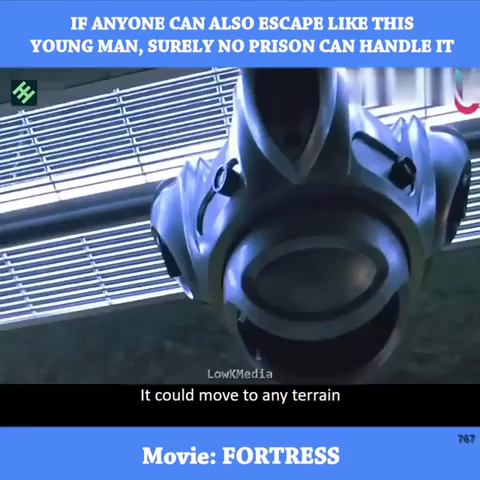 IF ANYONE CAN ALSO ESCAPE LIKE THIS
YOUNG MAN, SURELY NO PRISON CAN HANDLE IT
LowKMedia
It could move to any terrain
767
Movie: FORTRESS